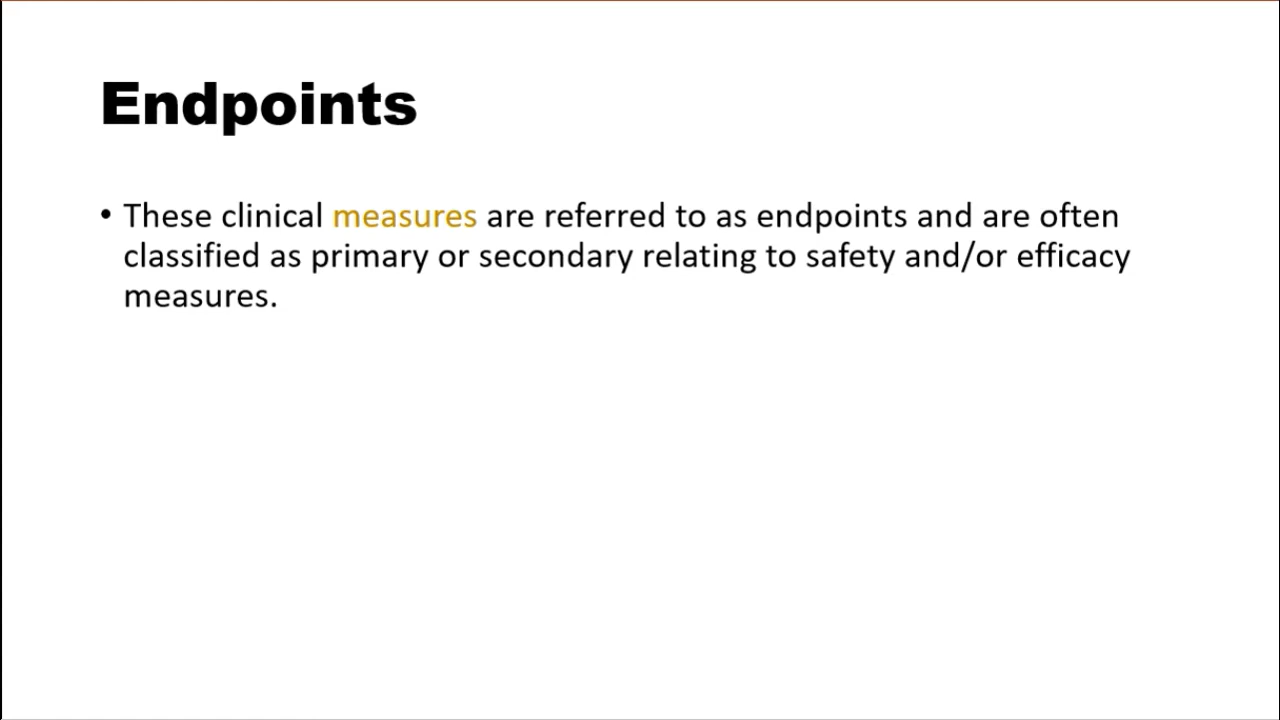 Endpoints
• These clinical measures are referred to as endpoints and are often
classified as primary or secondary relating to safety and/or efficacy
measures.